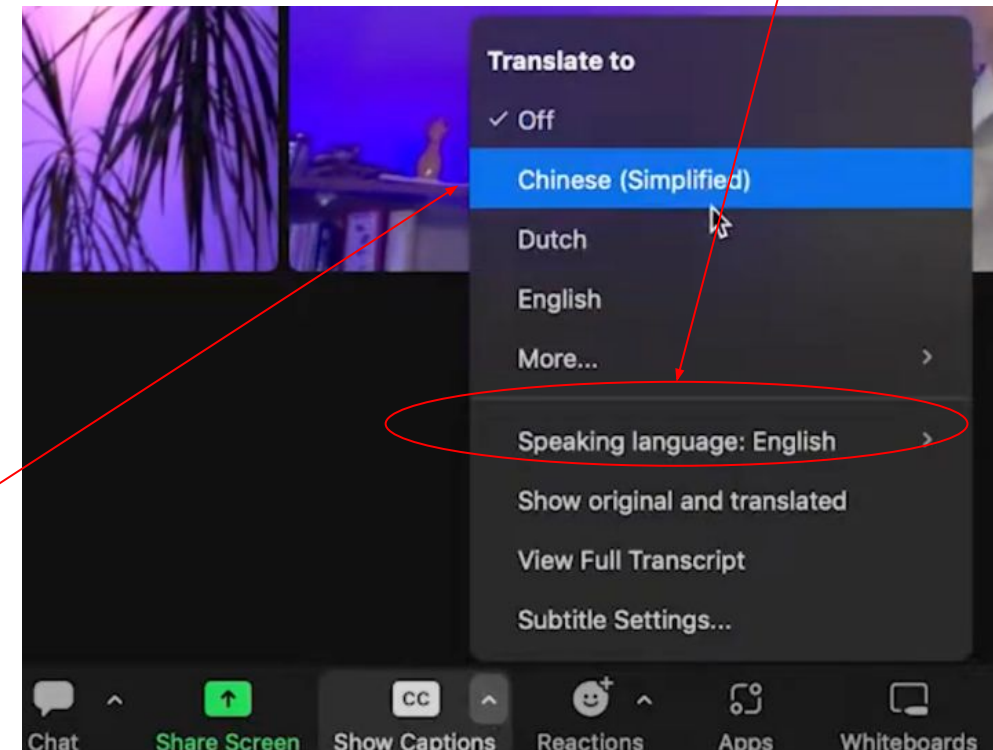 Translate to
✓ Off
Chinese (Simplified)
Dutch
English
More...
Speaking language: English
Show original and translated
View Full Transcript
Subtitle Settings...
CC
Chat
Share Screen
Show Captions
Reactions
Apps
Whiteboards